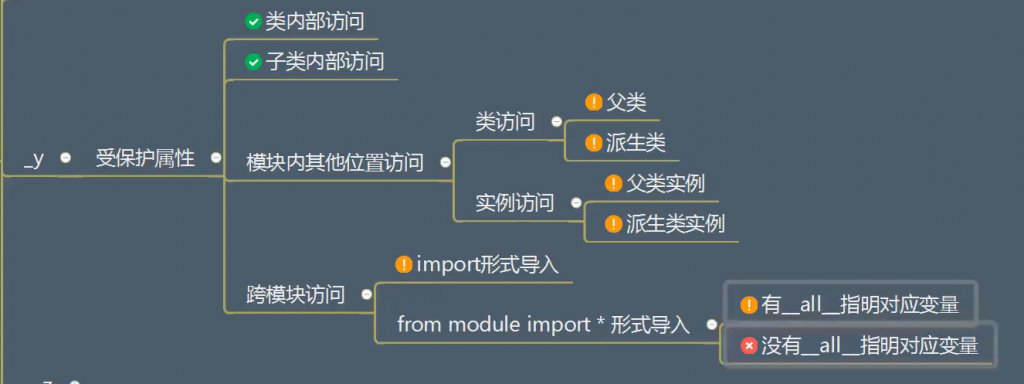 类内部访问
子类内部访问
_y
受保护属性
模块内其他位置访问
类访问
父类
派生类
实例访问
父类实例
派生类实例
跨模块访问
import形式导入
from module import * 形式导入
有__all__指明对应变量
没有__all__指明对应变量